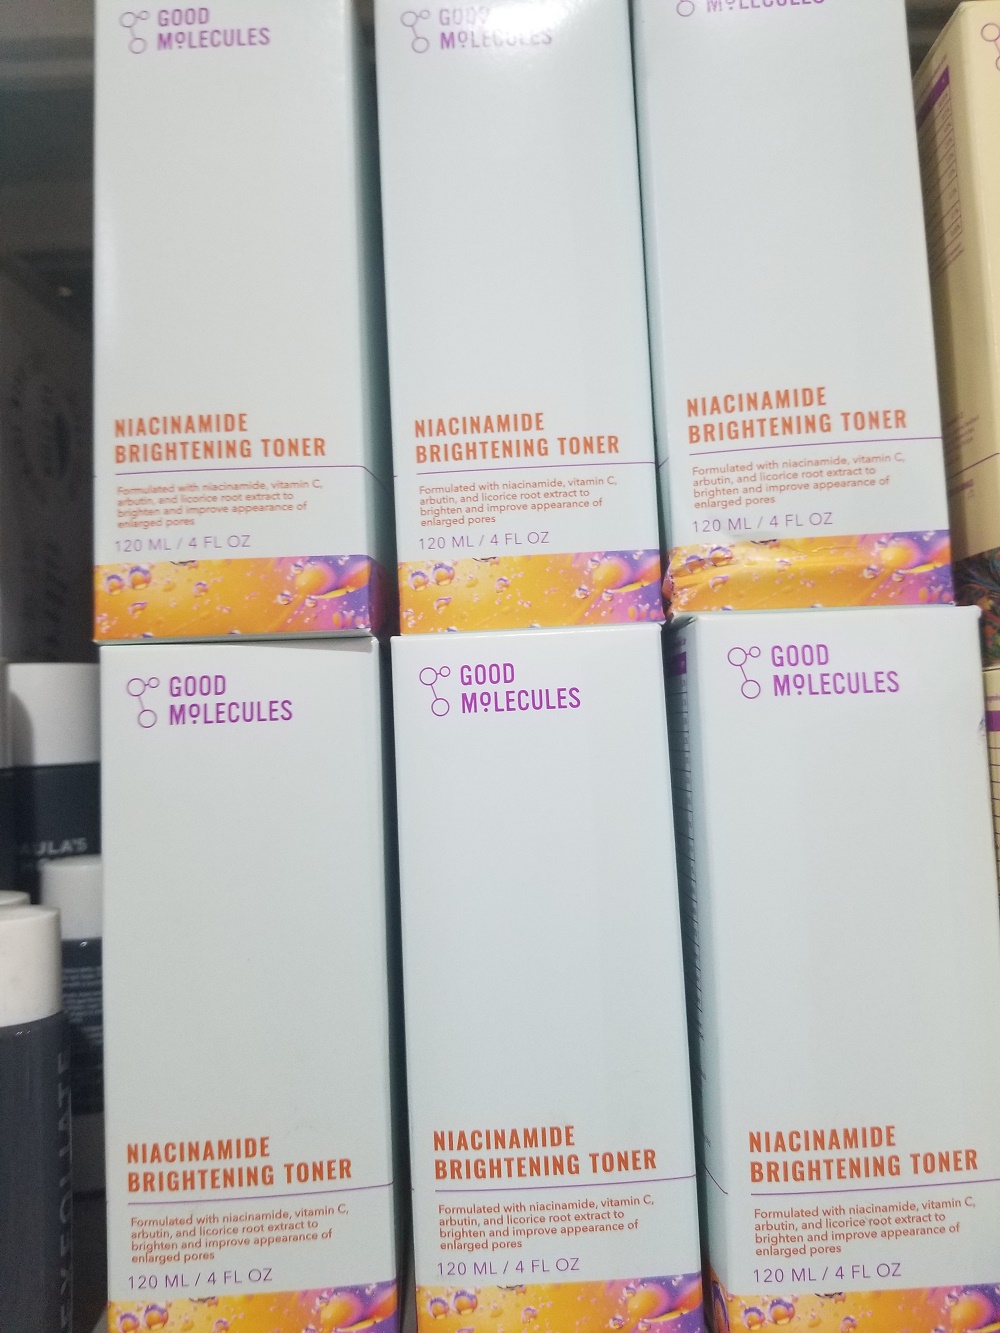 GOOD
MOLECULES
NIACINAMIDE
BRIGHTENING TONER
Formulated with niacinamide, vitamin C,
arbutin, and licorice root extract to
brighten and improve appearance of
enlarged pores
120 ML / 4 FL OZ
GOOD
MOLECULES
NIACINAMIDE
BRIGHTENING TONER
Formulated with niacinamide, vitamin C,
arbutin, and licorice root extract to
brighten and improve appearance of
enlarged pores
120 ML / 4 FL OZ
MOLECULES
NIACINAMIDE
BRIGHTENING TONER
Formulated with niacinamide, vitamin C,
arbutin, and licorice root extract to
brighten and improve appearance of
enlarged pores
120 ML / 4 FL OZ
GOOD
MOLECULES
NIACINAMIDE
BRIGHTENING TONER
Formulated with niacinamide, vitamin C,
arbutin, and licorice root extract to
brighten and improve appearance of
enlarged pores
120 ML / 4 FL OZ
GOOD
MOLECULES
NIACINAMIDE
BRIGHTENING TONER
Formulated with niacinamide, vitamin C,
arbutin, and licorice root extract to
brighten and improve appearance of
enlarged pores
120 ML / 4 FL OZ
GOOD
MOLECULES
NIACINAMIDE
BRIGHTENING TONER
Formulated with niacinamide, vitamin C,
arbutin, and licorice root extract to
brighten and improve appearance of
enlarged pores
120 ML / 4 FL OZ